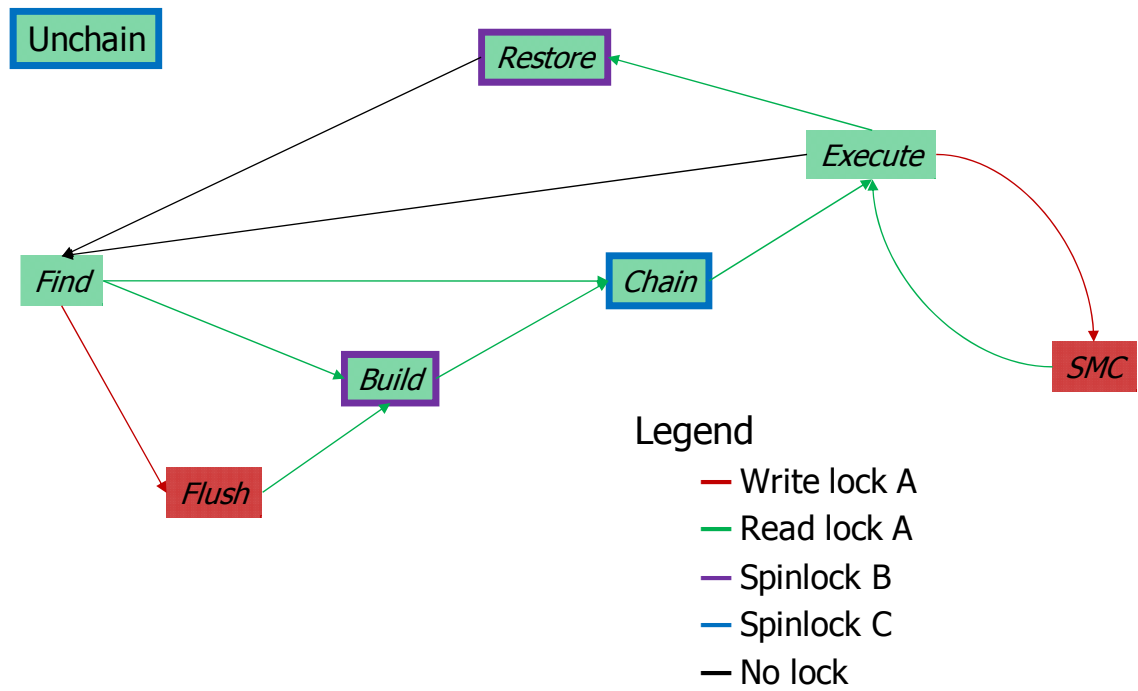 Unchain
Restore
Execute
Find
Chain
Build
SMC
Flush
Legend
Write lock A
Read lock A
Spinlock B
Spinlock C
No lock